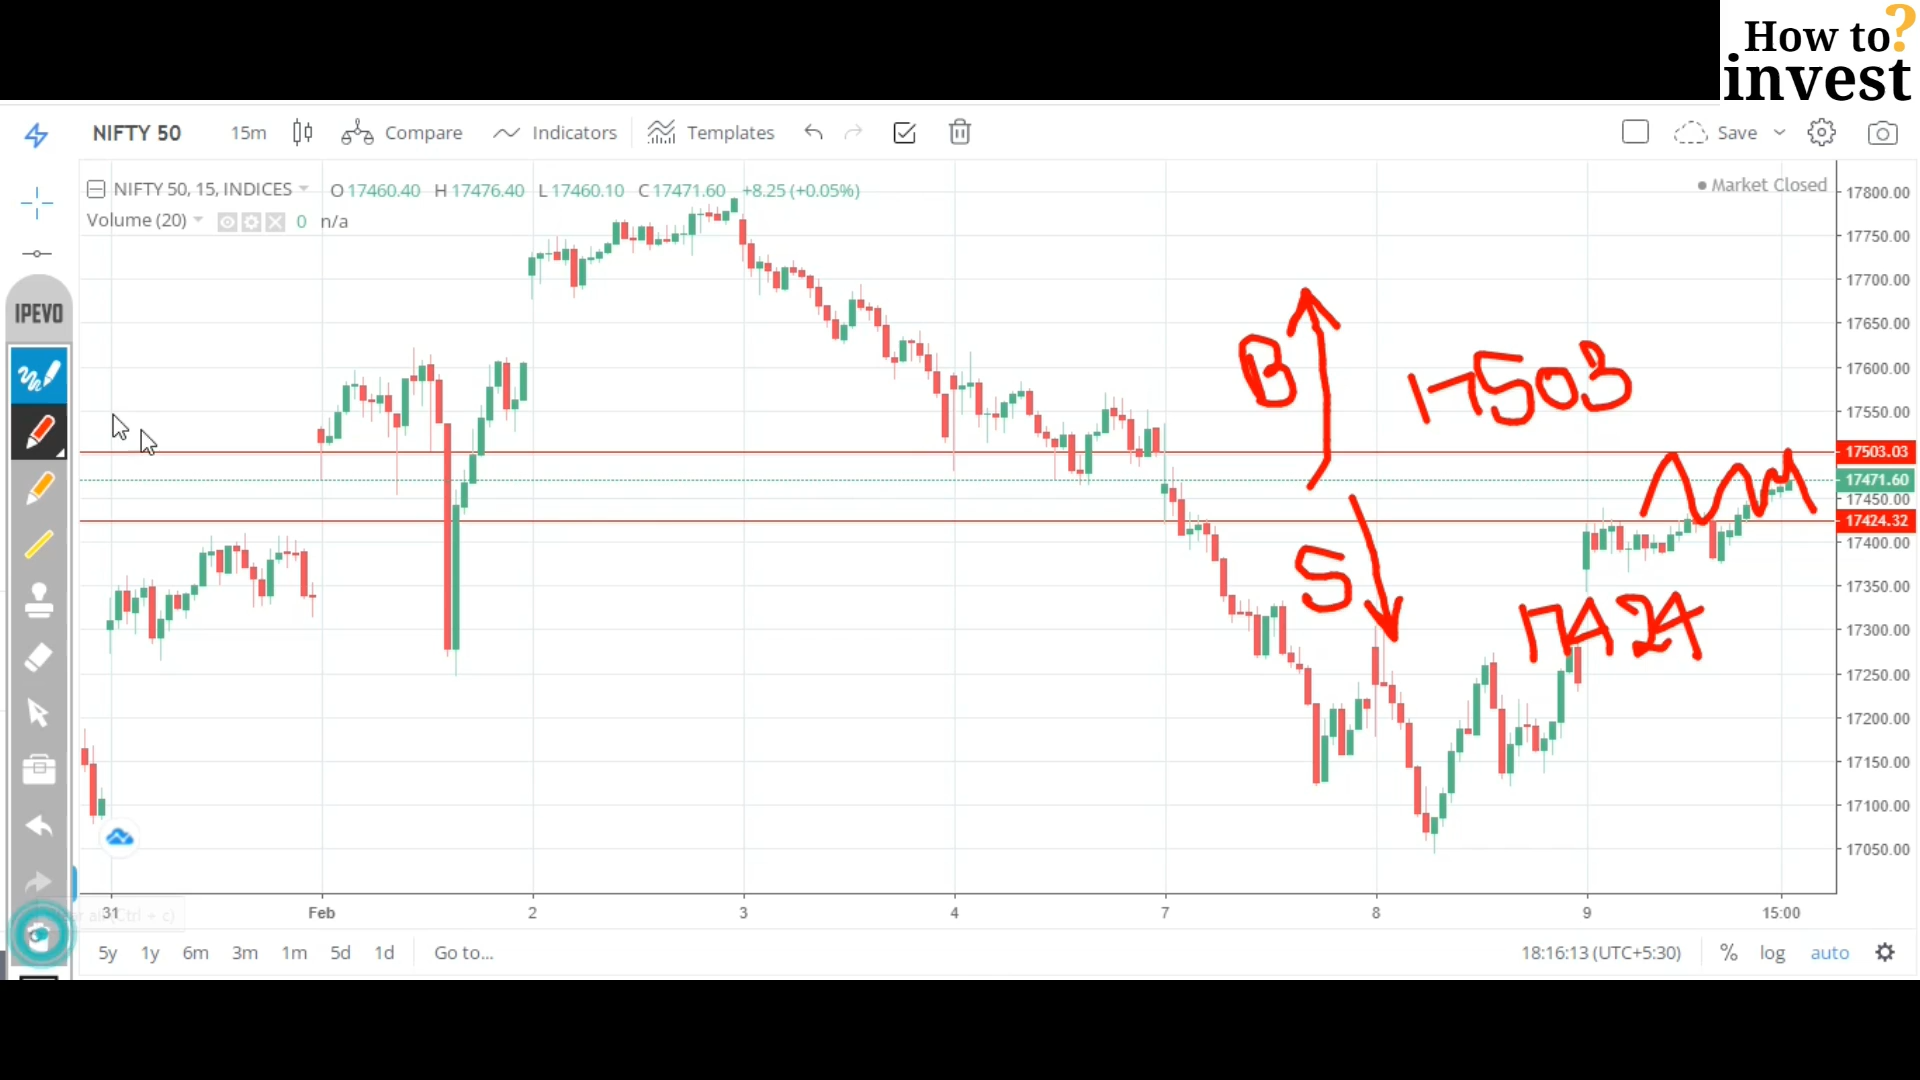 How to?
invest
NIFTY 50 15m Compare Indicators Templates Save
NIFTY 50, 15, INDICES O 17460.40 H 17476.40 L 17460.10 C 17471.60 +8.25 (+0.05%)
Market Closed
Volume (20) 0 n/a
17800.00
17750.00
17700.00
17650.00
17600.00
17550.00
17503.03
17471.60
17450.00
17424.32
17400.00
17350.00
17300.00
17250.00
17200.00
17150.00
17100.00
17050.00
IPEVO
B
17503
S
17424
31 Feb 2 3 4 7 8 9 15:00
(Ctrl + c)
5y 1y 6m 3m 1m 5d 1d Go to...
18:16:13 (UTC+5:30) % log auto